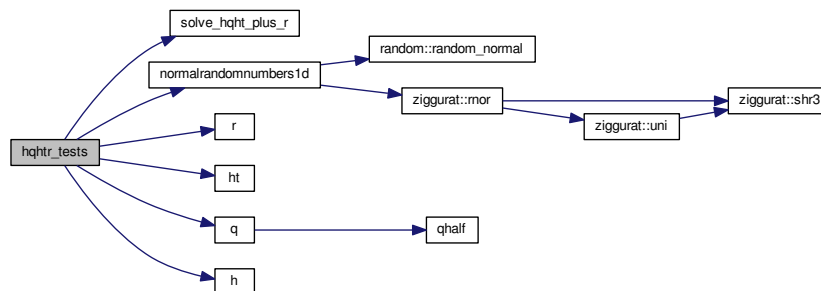 solve_hqht_plus_r
random::random_normal
normalrandomnumbers1d
ziggurat::rnor
ziggurat::shr3
ziggurat::uni
r
hqhtr_tests
ht
q
qhalf
h